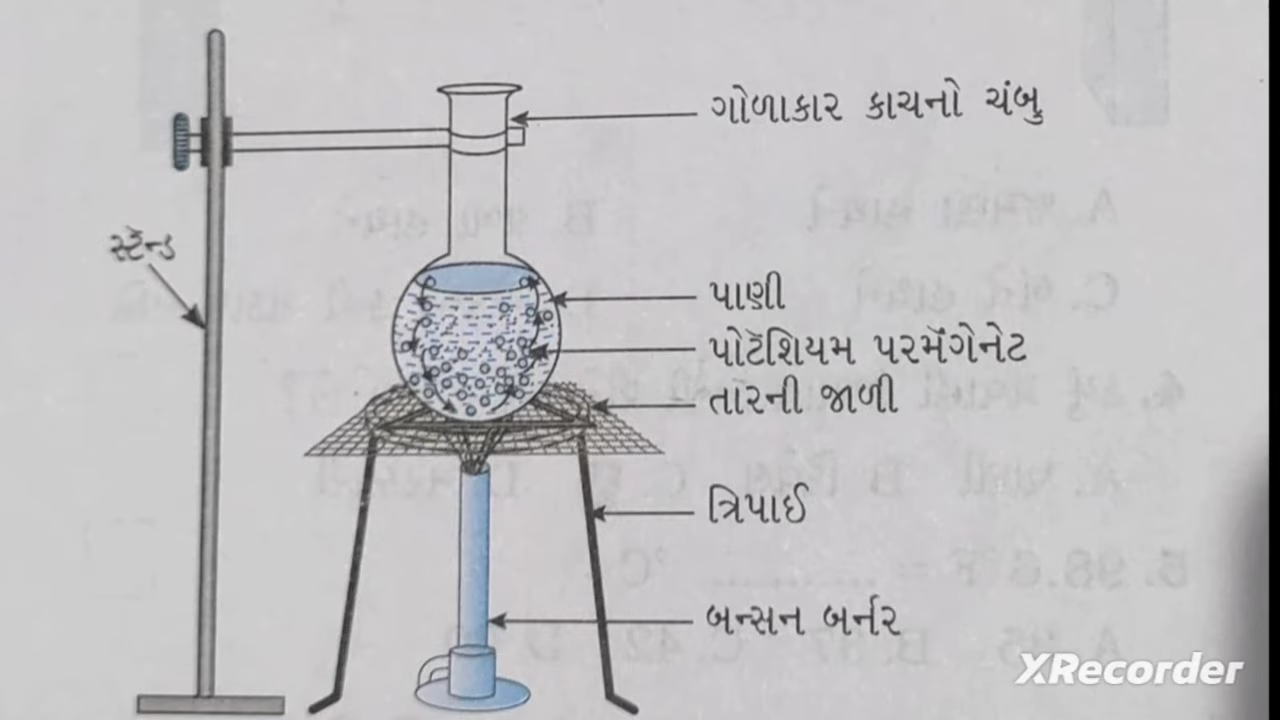 ગોળાકાર કાચનો ચંબુ
સ્ટૅન્ડ
પાણી
પોટૅશિયમ પરમૅંગેનેટ
તારની જાળી
ત્રિપાઈ
બન્સન બર્નર
XRecorder